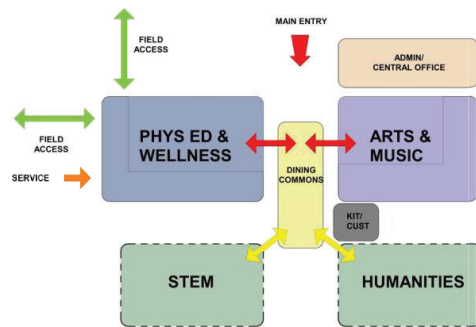 MAIN ENTRY
FIELD
ACCESS
ADMIN/
CENTRAL OFFICE
PHYS ED &
WELLNESS
ARTS &
MUSIC
FIELD
ACCESS
DINING
COMMONS
SERVICE
KIT/
CUST
STEM
HUMANITIES